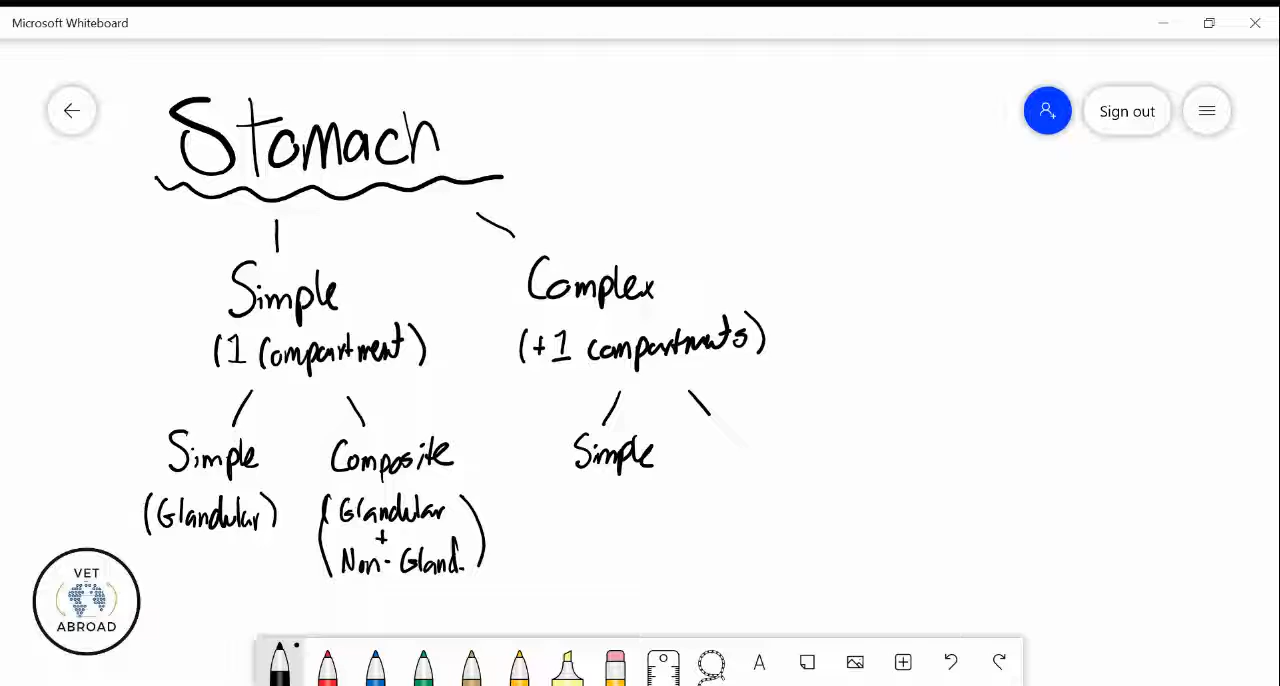 Microsoft Whiteboard
Sign out
Stomach
Simple
Complex
(1 Compartment)
(+1 compartments)
Simple
Composite
Simple
(Glandular)
(Glandular
+
Non-Gland.)
VET
ABROAD
A